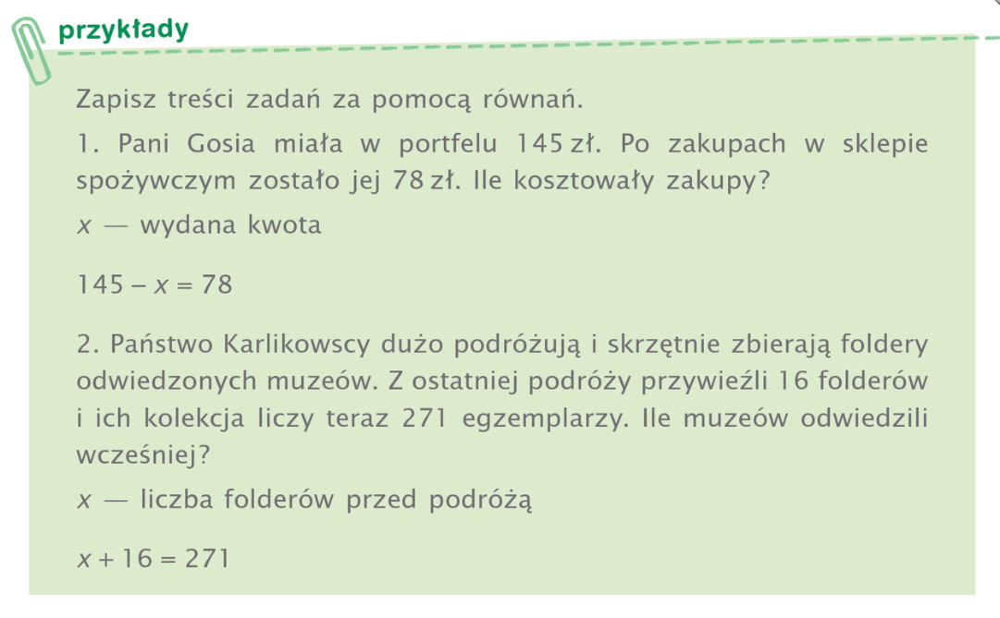 przykłady
Zapisz treści zadań za pomocą równań.
1. Pani Gosia miała w portfelu 145 zł. Po zakupach w sklepie
spożywczym zostało jej 78 zł. Ile kosztowały zakupy?
x — wydana kwota
145 – x = 78
2. Państwo Karlikowscy dużo podróżują i skrzętnie zbierają foldery
odwiedzonych muzeów. Z ostatniej podróży przywieźli 16 folderów
i ich kolekcja liczy teraz 271 egzemplarzy. Ile muzeów odwiedzili
wcześniej?
x — liczba folderów przed podróżą
x + 16 = 271